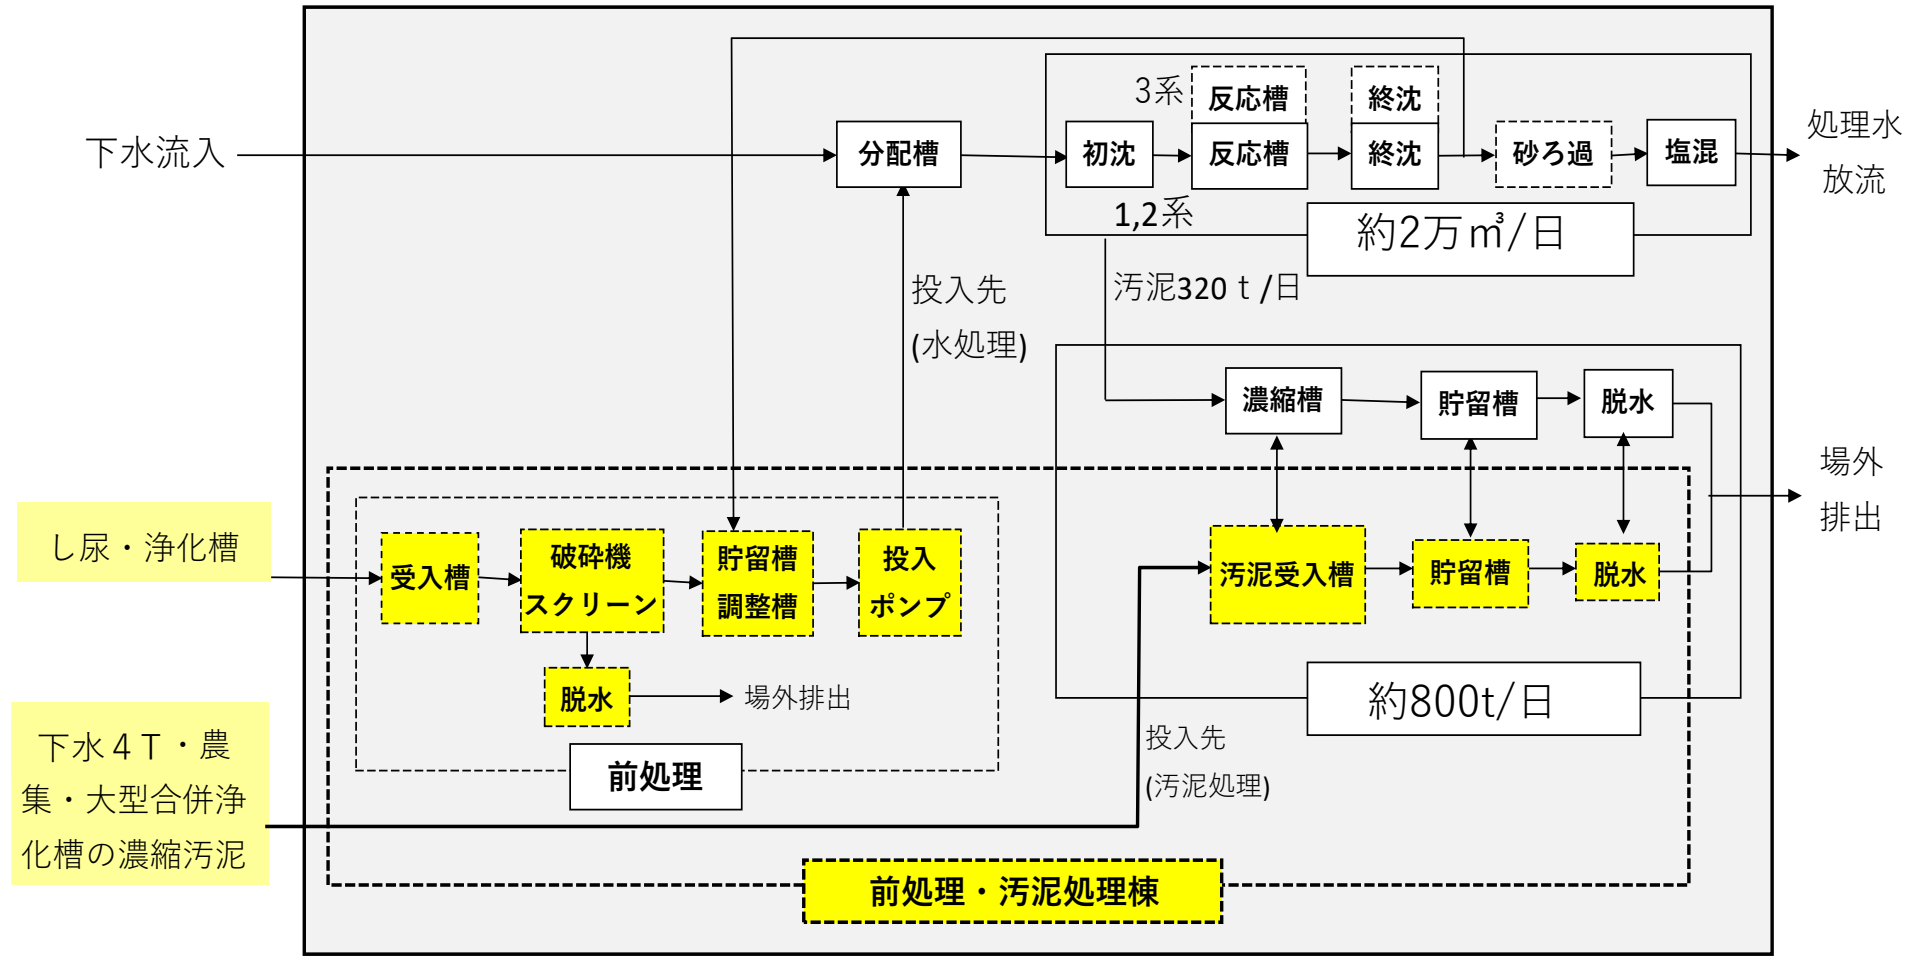 3系
反応槽
終沈
下水流入
分配槽
初沈
反応槽
終沈
砂ろ過
塩混
処理水
放流
1,2系
約2万㎥/日
投入先
(水処理)
汚泥320ｔ/日
濃縮槽
貯留槽
脱水
場外
排出
し尿・浄化槽
受入槽
破砕機
スクリーン
貯留槽
調整槽
投入
ポンプ
汚泥受入槽
貯留槽
脱水
脱水
場外排出
約800t/日
前処理
投入先
(汚泥処理)
下水４Ｔ・農
集・大型合併浄
化槽の濃縮汚泥
前処理・汚泥処理棟